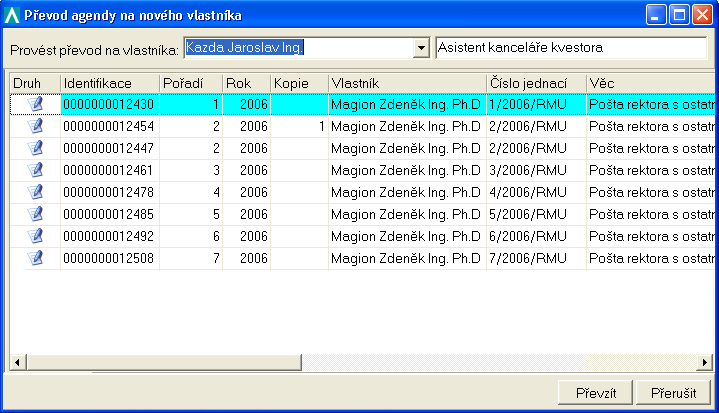 Převod agendy na nového vlastníka
Provést převod na vlastníka: Kazda Jaroslav Ing. Asistent kanceláře kvestora
Druh Identifikace Pořadí Rok Kopie Vlastník Číslo jednací Věc
0000000012430 1 2006 Magion Zdeněk Ing. Ph.D 1/2006/RMU Pošta rektora s ostatr
0000000012454 2 2006 1 Magion Zdeněk Ing. Ph.D 2/2006/RMU Pošta rektora s ostatr
0000000012447 2 2006 Magion Zdeněk Ing. Ph.D 2/2006/RMU Pošta rektora s ostatr
0000000012461 3 2006 Magion Zdeněk Ing. Ph.D 3/2006/RMU Pošta rektora s ostatr
0000000012478 4 2006 Magion Zdeněk Ing. Ph.D 4/2006/RMU Pošta rektora s ostatr
0000000012485 5 2006 Magion Zdeněk Ing. Ph.D 5/2006/RMU Pošta rektora s ostatr
0000000012492 6 2006 Magion Zdeněk Ing. Ph.D 6/2006/RMU Pošta rektora s ostatr
0000000012508 7 2006 Magion Zdeněk Ing. Ph.D 7/2006/RMU Pošta rektora s ostatr
Převzít Přerušit